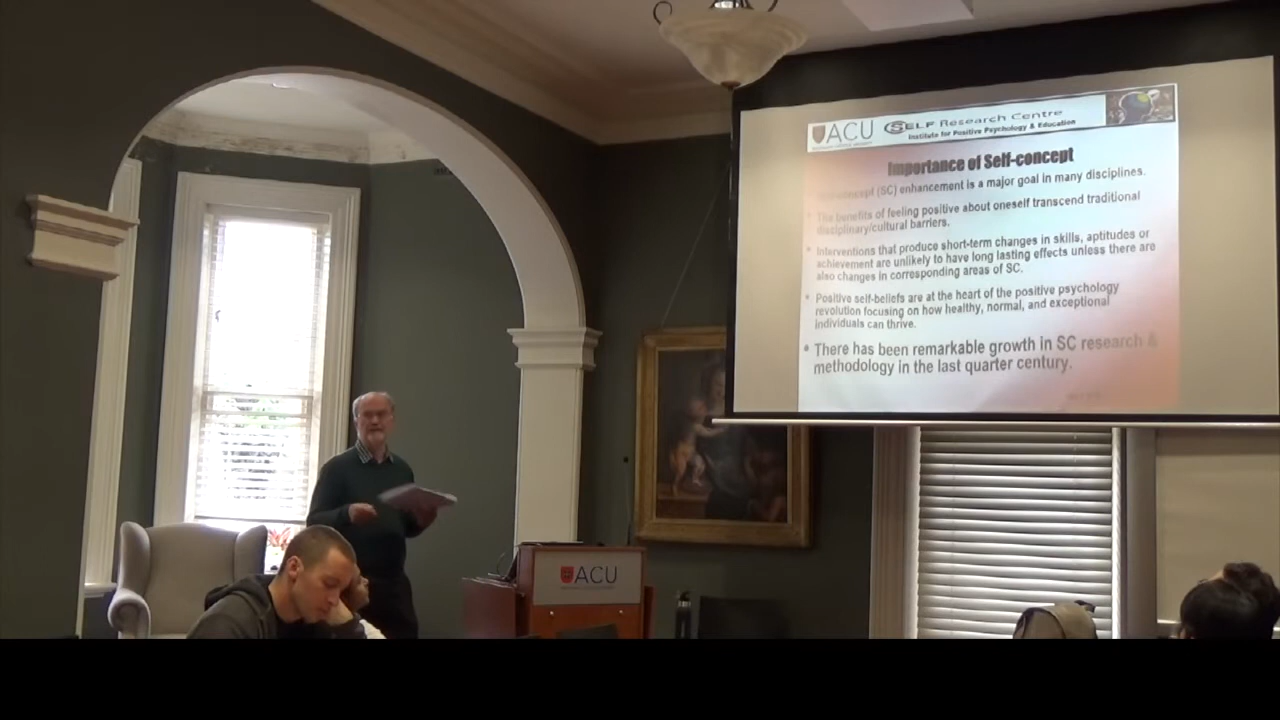 ACU
SELF Research Centre
Institute for Positive Psychology & Education
Importance of Self-concept
(SC) enhancement is a major goal in many disciplines.
• The benefits of feeling positive about oneself transcend traditional
disciplinary/cultural barriers.
• Interventions that produce short-term changes in skills, aptitudes or
achievement are unlikely to have long lasting effects unless there are
also changes in corresponding areas of SC.
• Positive self-beliefs are at the heart of the positive psychology
revolution focusing on how healthy, normal, and exceptional
individuals can thrive.
• There has been remarkable growth in SC research &
methodology in the last quarter century.
ACU